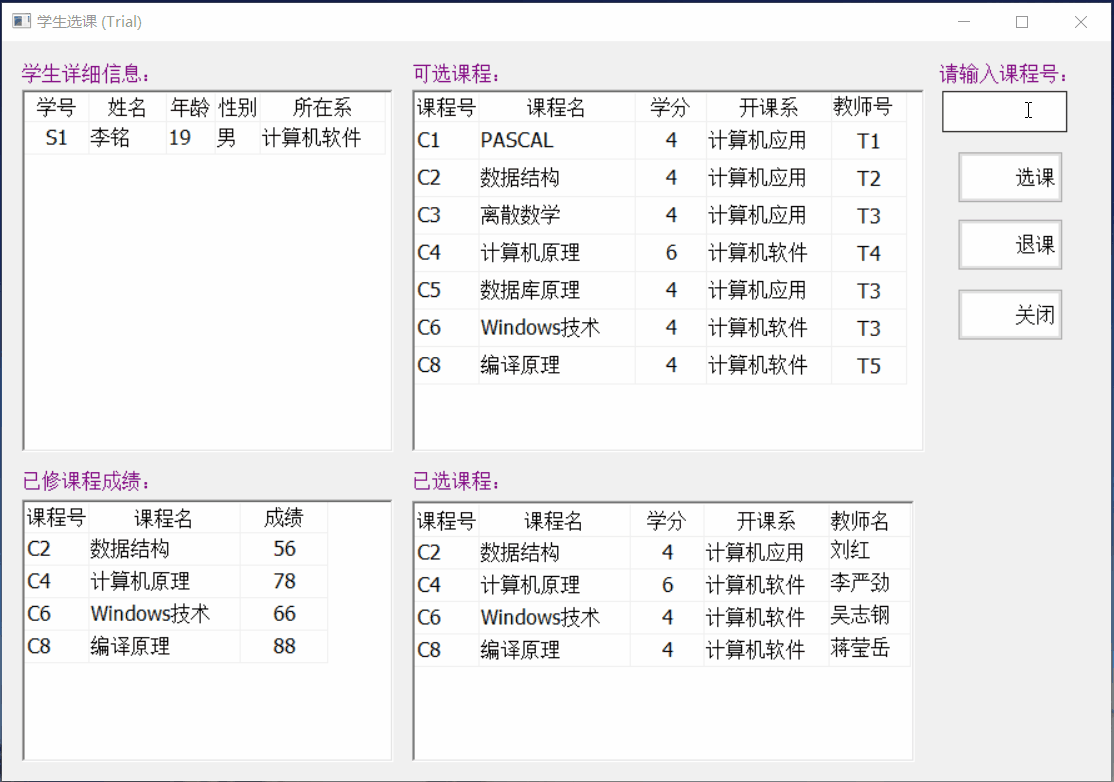 学生选课 (Trial)
学生详细信息：
学号 姓名 年龄 性别 所在系
S1 李铭 19 男 计算机软件
可选课程：
课程号 课程名 学分 开课系 教师号
C1 PASCAL 4 计算机应用 T1
C2 数据结构 4 计算机应用 T2
C3 离散数学 4 计算机应用 T3
C4 计算机原理 6 计算机软件 T4
C5 数据库原理 4 计算机应用 T3
C6 Windows技术 4 计算机软件 T3
C8 编译原理 4 计算机软件 T5
请输入课程号：
选课
退课
关闭
已修课程成绩：
课程号 课程名 成绩
C2 数据结构 56
C4 计算机原理 78
C6 Windows技术 66
C8 编译原理 88
已选课程：
课程号 课程名 学分 开课系 教师名
C2 数据结构 4 计算机应用 刘红
C4 计算机原理 6 计算机软件 李严劲
C6 Windows技术 4 计算机软件 吴志钢
C8 编译原理 4 计算机软件 蒋莹岳